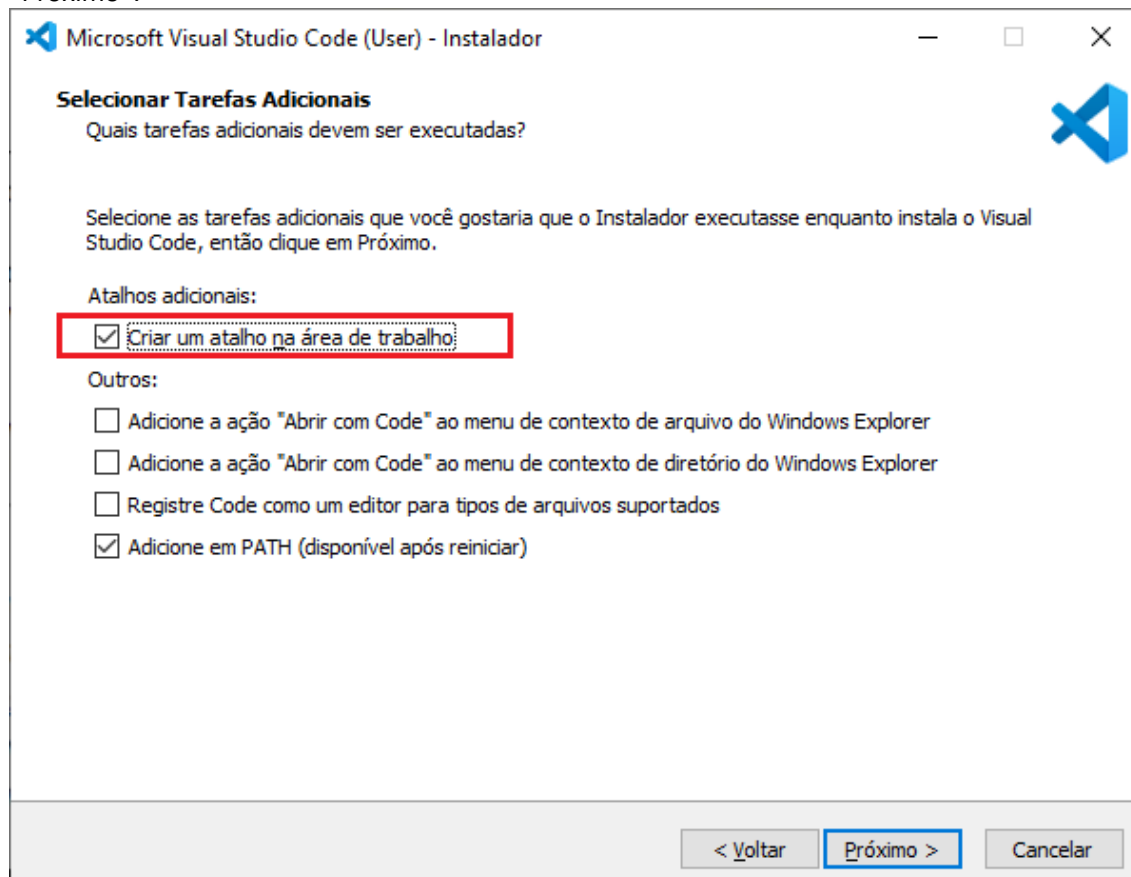 "Próximo".
Microsoft Visual Studio Code (User) - Instalador
Selecionar Tarefas Adicionais
Quais tarefas adicionais devem ser executadas?
Selecione as tarefas adicionais que você gostaria que o Instalador executasse enquanto instala o Visual
Studio Code, então clique em Próximo.
Atalhos adicionais:
Criar um atalho na área de trabalho
Outros:
Adicione a ação "Abrir com Code" ao menu de contexto de arquivo do Windows Explorer
Adicione a ação "Abrir com Code" ao menu de contexto de diretório do Windows Explorer
Registre Code como um editor para tipos de arquivos suportados
Adicione em PATH (disponível após reiniciar)
< Voltar Próximo > Cancelar